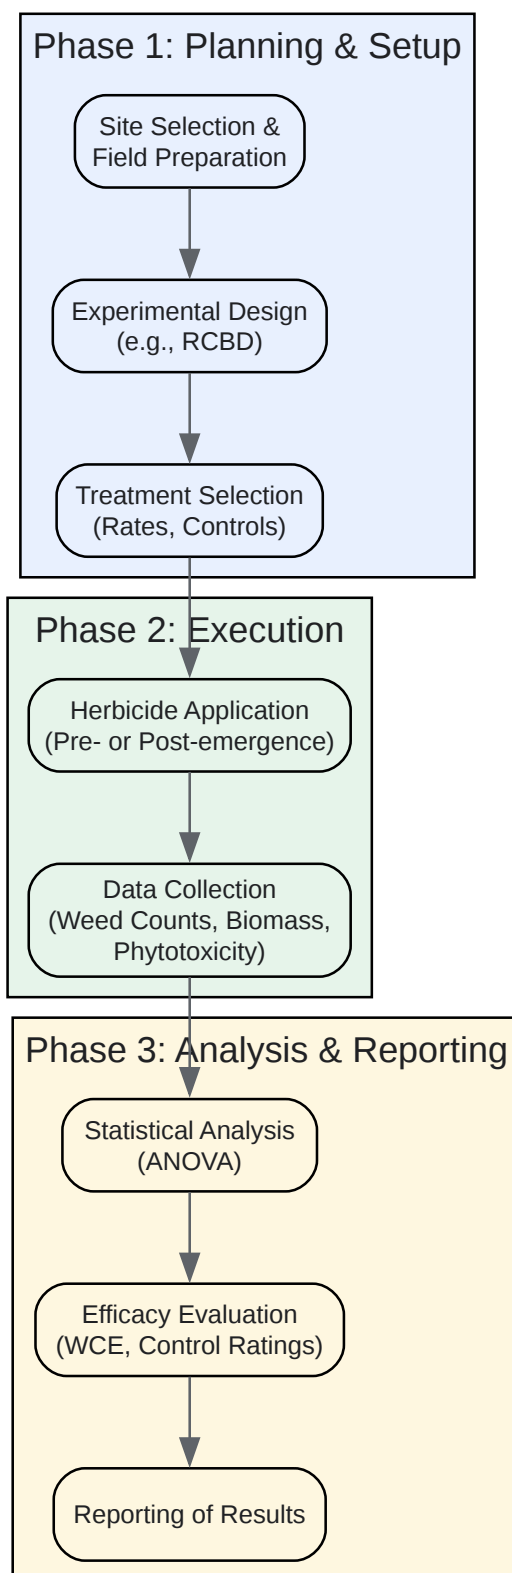 Phase 1: Planning & Setup
Site Selection &
Field Preparation
Experimental Design
(e.g., RCBD)
Treatment Selection
(Rates, Controls)
Phase 2: Execution
Herbicide Application
(Pre- or Post-emergence)
Data Collection
(Weed Counts, Biomass,
Phytotoxicity)
Phase 3: Analysis & Reporting
Statistical Analysis
(ANOVA)
Efficacy Evaluation
(WCE, Control Ratings)
Reporting of Results